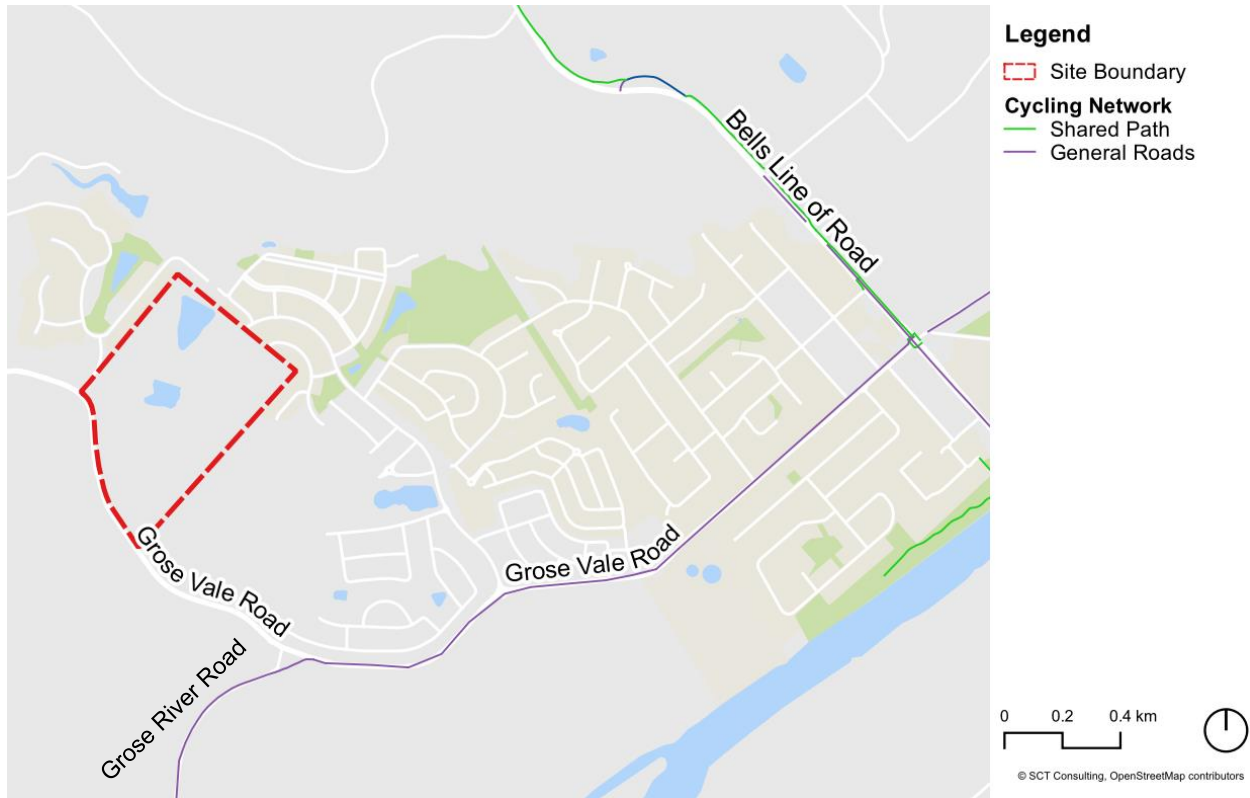 Bells Line of Road
Grose Vale Road
Grose Vale Road
Grose River Road
Legend
Site Boundary
Cycling Network
Shared Path
General Roads
0 0.2 0.4 km
© SCT Consulting, OpenStreetMap contributors